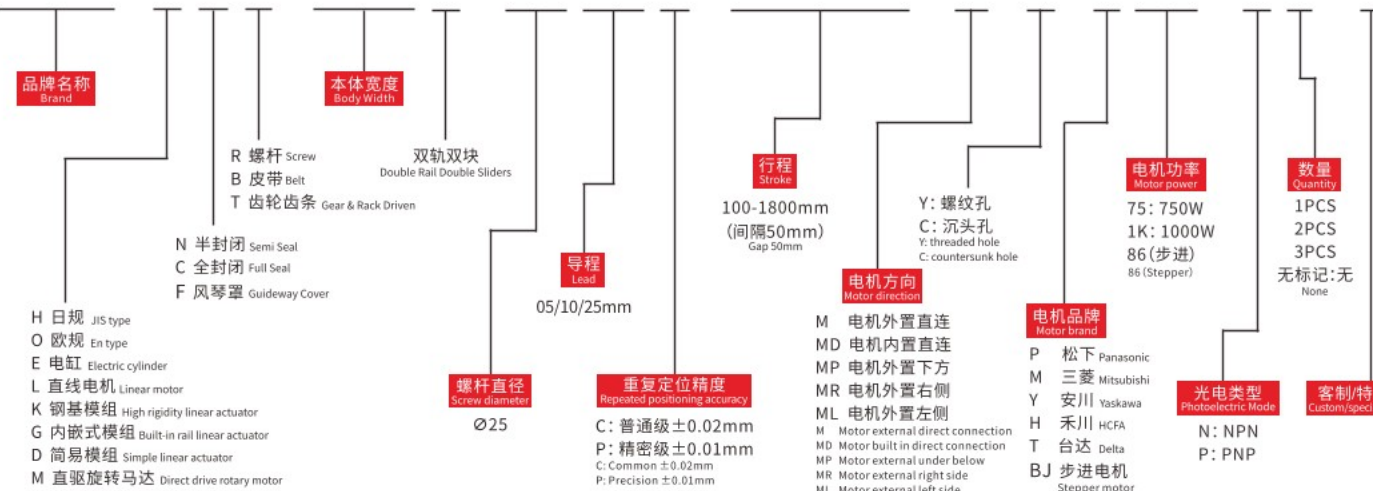 品牌名称
Brand
H 日规 JIS type
O 欧规 En type
E 电缸 Electric cylinder
L 直线电机 Linear motor
K 钢基模组 High rigidity linear actuator
G 内嵌式模组 Built-in rail linear actuator
D 简易模组 Simple linear actuator
M 直驱旋转马达 Direct drive rotary motor
N 半封闭 Semi Seal
C 全封闭 Full Seal
F 风琴罩 Guideway Cover
R 螺杆 Screw
B 皮带 Belt
T 齿轮齿条 Gear & Rack Driven
本体宽度
Body Width
双轨双块
Double Rail Double Sliders
螺杆直径
Screw diameter
Ø25
导程
Lead
05/10/25mm
重复定位精度
Repeated positioning accuracy
C: 普通级±0.02mm
P: 精密级±0.01mm
C: Common ±0.02mm
P: Precision ±0.01mm
行程
Stroke
100-1800mm
(间隔50mm)
Gap 50mm
电机方向
Motor direction
M 电机外置直连
MD 电机内置直连
MP 电机外置下方
MR 电机外置右侧
ML 电机外置左侧
M Motor external direct connection
MD Motor built in direct connection
MP Motor external under below
MR Motor external right side
ML Motor external left side
Y: 螺纹孔
C: 沉头孔
Y: threaded hole
C: countersunk hole
电机品牌
Motor brand
P 松下 Panasonic
M 三菱 Mitsubishi
Y 安川 Yaskawa
H 禾川 HCFA
T 台达 Delta
BJ 步进电机
Stepper motor
电机功率
Motor power
75: 750W
1K: 1000W
86(步进)
86 (Stepper)
光电类型
Photoelectric Mode
N: NPN
P: PNP
数量
Quantity
1PCS
2PCS
3PCS
无标记:无
None
客制/特
Custom/speci